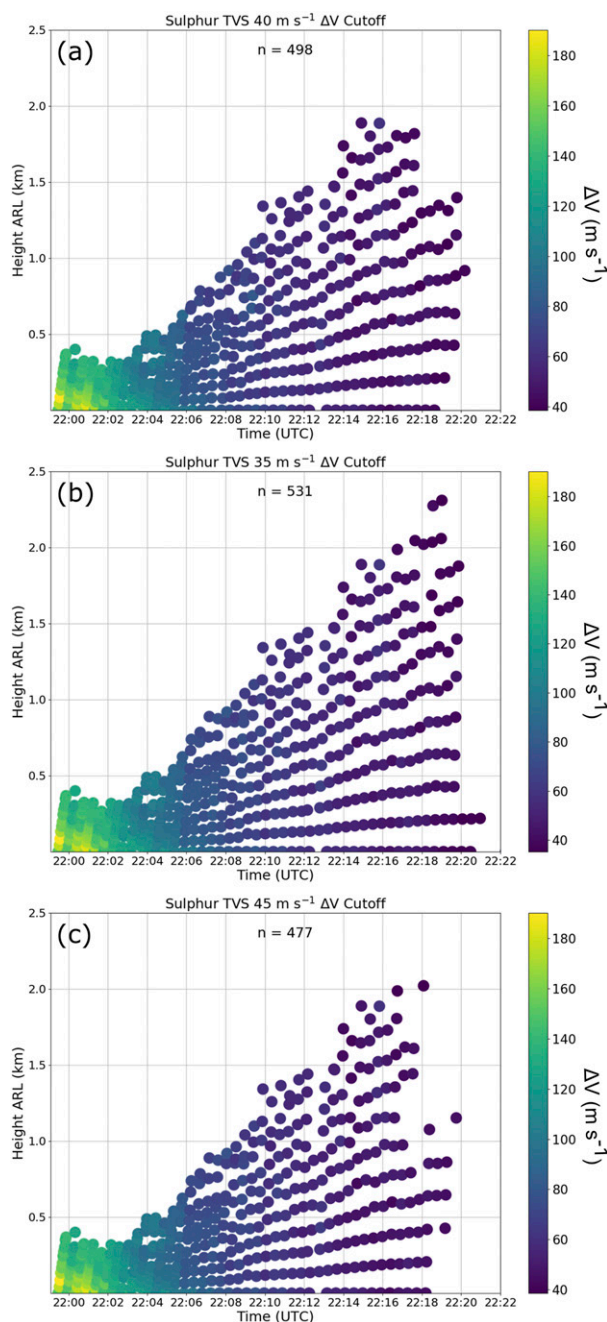 Sulphur TVS 40 m s⁻¹ ΔV Cutoff
(a)
n = 498
2.5
2.0
1.5
1.0
0.5
Height ARL (km)
22:00 22:02 22:04 22:06 22:08 22:10 22:12 22:14 22:16 22:18 22:20 22:22
Time (UTC)
180
160
140
120
100
80
60
40
ΔV (m s⁻¹)
Sulphur TVS 35 m s⁻¹ ΔV Cutoff
(b)
n = 531
2.5
2.0
1.5
1.0
0.5
Height ARL (km)
22:00 22:02 22:04 22:06 22:08 22:10 22:12 22:14 22:16 22:18 22:20 22:22
Time (UTC)
180
160
140
120
100
80
60
40
ΔV (m s⁻¹)
Sulphur TVS 45 m s⁻¹ ΔV Cutoff
(c)
n = 477
2.5
2.0
1.5
1.0
0.5
Height ARL (km)
22:00 22:02 22:04 22:06 22:08 22:10 22:12 22:14 22:16 22:18 22:20 22:22
Time (UTC)
180
160
140
120
100
80
60
40
ΔV (m s⁻¹)